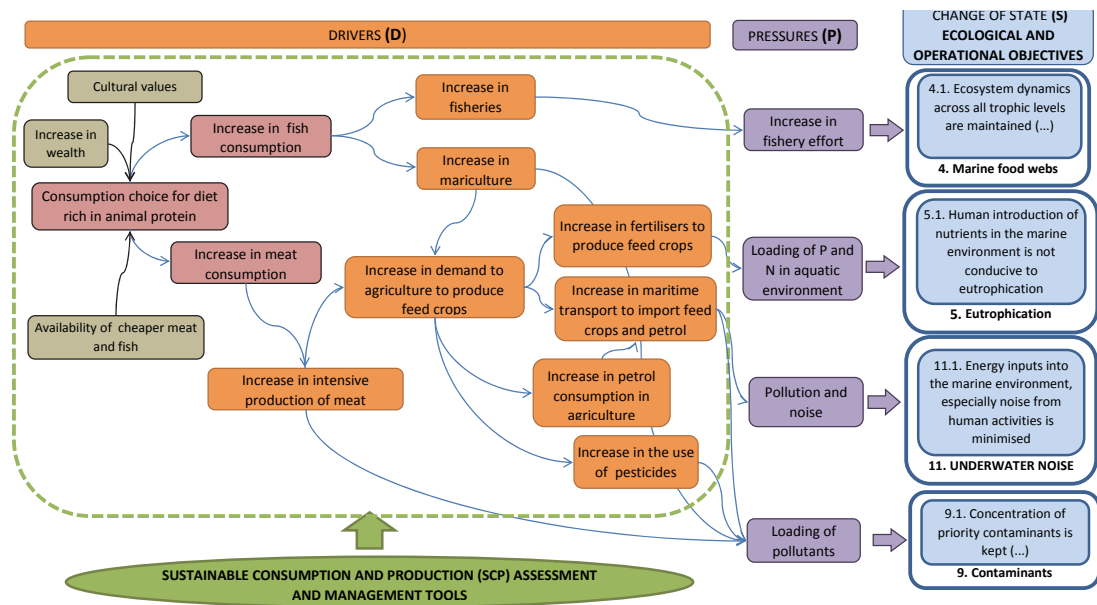 DRIVERS (D)
PRESSURES (P)
CHANGE OF STATE (S)
ECOLOGICAL AND
OPERATIONAL OBJECTIVES
Cultural values
Increase in
wealth
Consumption choice for diet
rich in animal protein
Availability of cheaper meat
and fish
Increase in fish
consumption
Increase in meat
consumption
Increase in intensive
production of meat
Increase in
fisheries
Increase in
mariculture
Increase in demand to
agriculture to produce
feed crops
Increase in fertilisers to
produce feed crops
Increase in maritime
transport to import feed
crops and petrol
Increase in petrol
consumption in
agriculture
Increase in the use
of pesticides
Increase in
fishery effort
Loading of P and
N in aquatic
environment
Pollution and
noise
Loading of
pollutants
4.1. Ecosystem dynamics
across all trophic levels
are maintained (...)
4. Marine food webs
5.1. Human introduction of
nutrients in the marine
environment is not
conducive to
eutrophication
5. Eutrophication
11.1. Energy inputs into
the marine environment,
especially noise from
human activities is
minimised
11. UNDERWATER NOISE
9.1. Concentration of
priority contaminants is
kept (...)
9. Contaminants
SUSTAINABLE CONSUMPTION AND PRODUCTION (SCP) ASSESSMENT
AND MANAGEMENT TOOLS